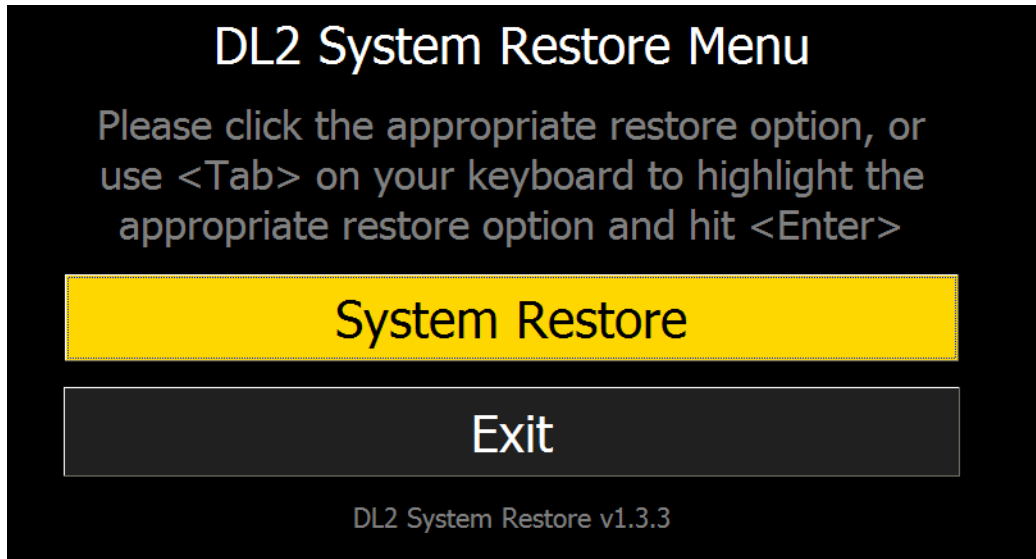 DL2 System Restore Menu
Please click the appropriate restore option, or
use <Tab> on your keyboard to highlight the
appropriate restore option and hit <Enter>
System Restore
Exit
DL2 System Restore v1.3.3